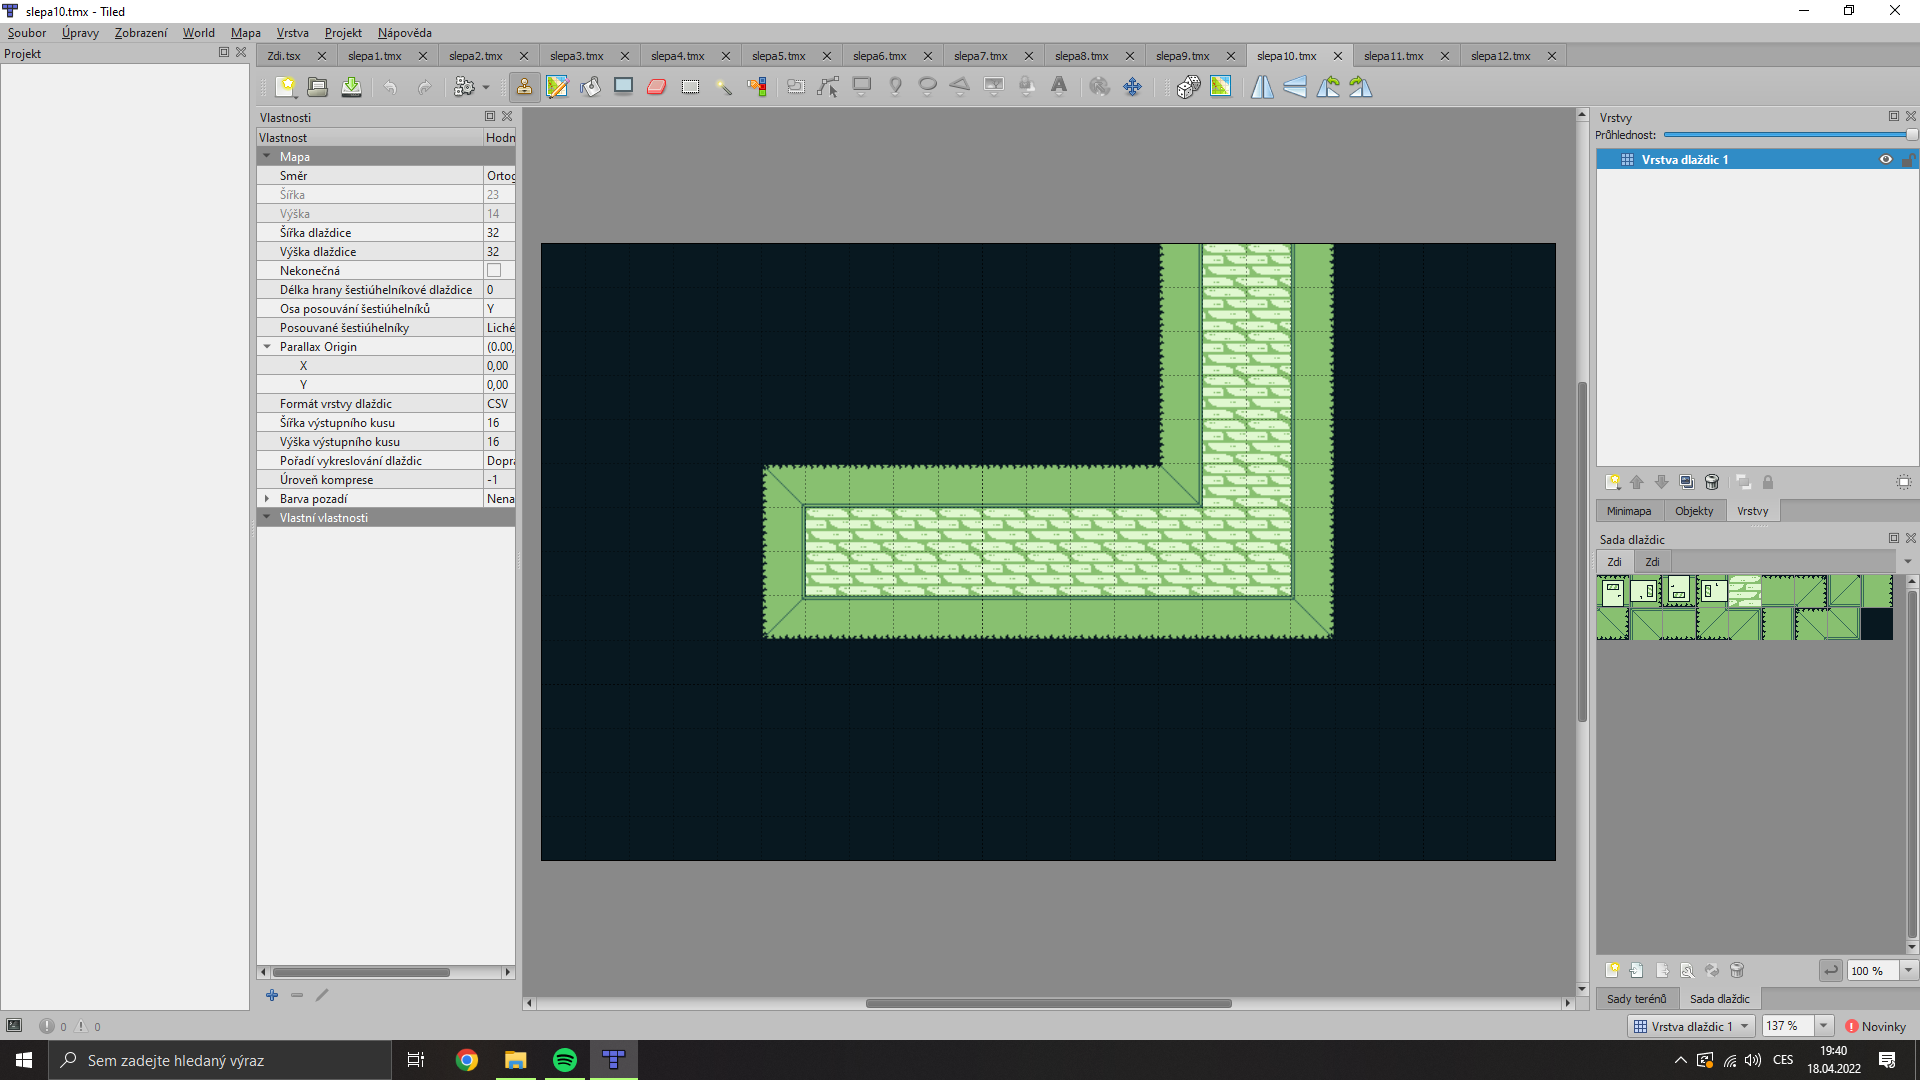 slepa10.tmx - Tiled
Soubor Úpravy Zobrazení World Mapa Vrstva Projekt Nápověda
Projekt
Zdi.tsx slepa1.tmx slepa2.tmx slepa3.tmx slepa4.tmx slepa5.tmx slepa6.tmx slepa7.tmx slepa8.tmx slepa9.tmx slepa10.tmx slepa11.tmx slepa12.tmx
Vlastnosti
Vlastnost Hodn
Mapa
Směr Ortog
Šířka 23
Výška 14
Šířka dlaždice 32
Výška dlaždice 32
Nekonečná
Délka hrany šestiúhelníkové dlaždice 0
Osa posouvání šestiúhelníků Y
Posouvané šestiúhelníky Liché
Parallax Origin (0.00,
X 0,00
Y 0,00
Formát vrstvy dlaždic CSV
Šířka výstupního kusu 16
Výška výstupního kusu 16
Pořadí vykreslování dlaždic Dopra
Úroveň komprese -1
Barva pozadí Nena
Vlastní vlastnosti
Vrstvy
Průhlednost:
Vrstva dlaždic 1
Minimapa Objekty Vrstvy
Sada dlaždic
Zdi Zdi
100 %
Sady terénů Sada dlaždic
0 0
Vrstva dlaždic 1 137 % Novinky
Sem zadejte hledaný výraz
CES
19:40
18.04.2022